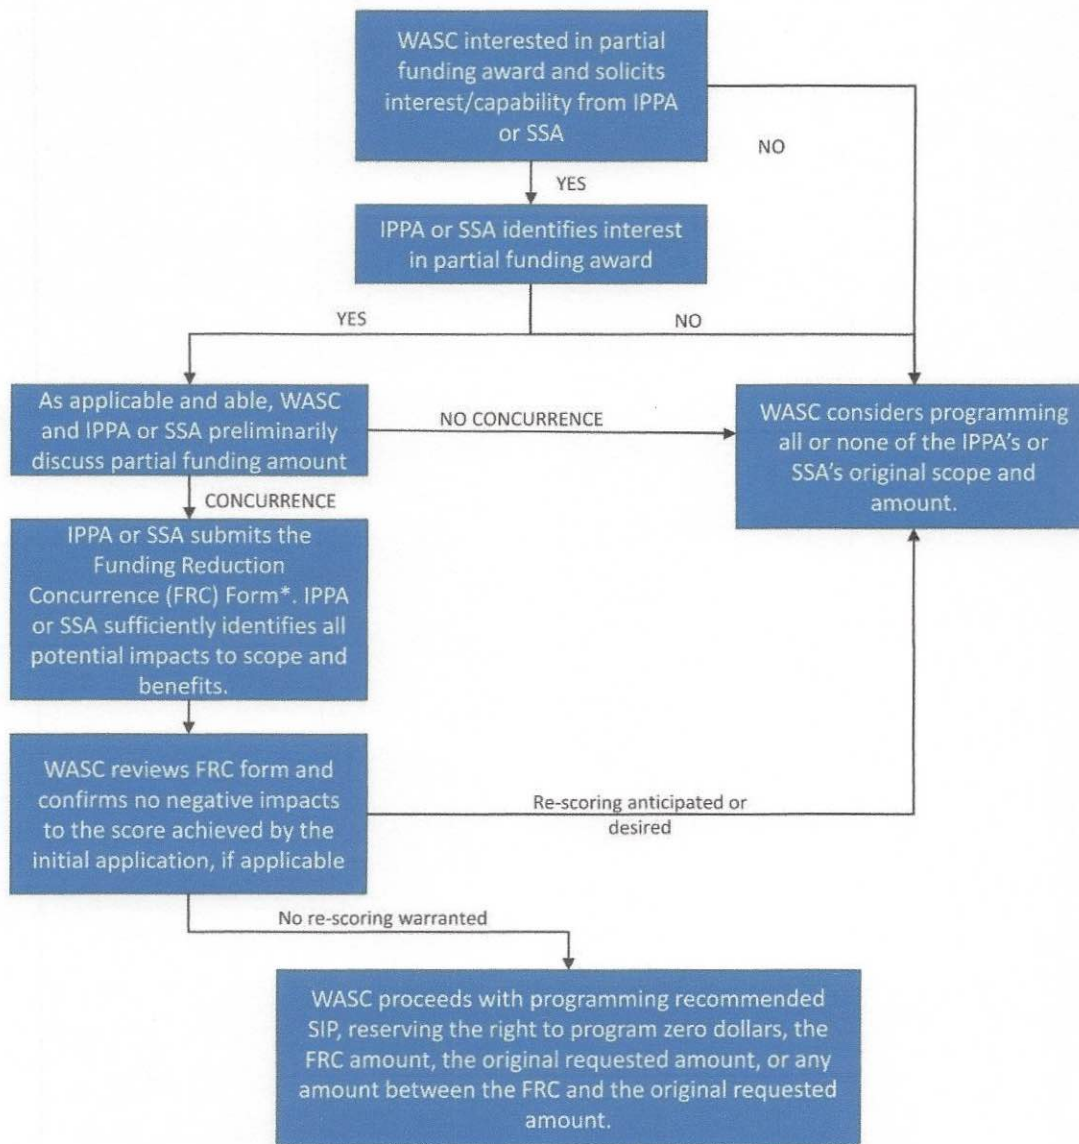 WASC interested in partial
funding award and solicits
interest/capability from IPPA
or SSA
NO
YES
IPPA or SSA identifies interest
in partial funding award
YES
NO
As applicable and able, WASC
and IPPA or SSA preliminarily
discuss partial funding amount
NO CONCURRENCE
WASC considers programming
all or none of the IPPA's or
SSA's original scope and
amount.
CONCURRENCE
IPPA or SSA submits the
Funding Reduction
Concurrence (FRC) Form*. IPPA
or SSA sufficiently identifies all
potential impacts to scope and
benefits.
WASC reviews FRC form and
confirms no negative impacts
to the score achieved by the
initial application, if applicable
Re-scoring anticipated or
desired
No re-scoring warranted
WASC proceeds with programming recommended
SIP, reserving the right to program zero dollars, the
FRC amount, the original requested amount, or any
amount between the FRC and the original requested
amount.